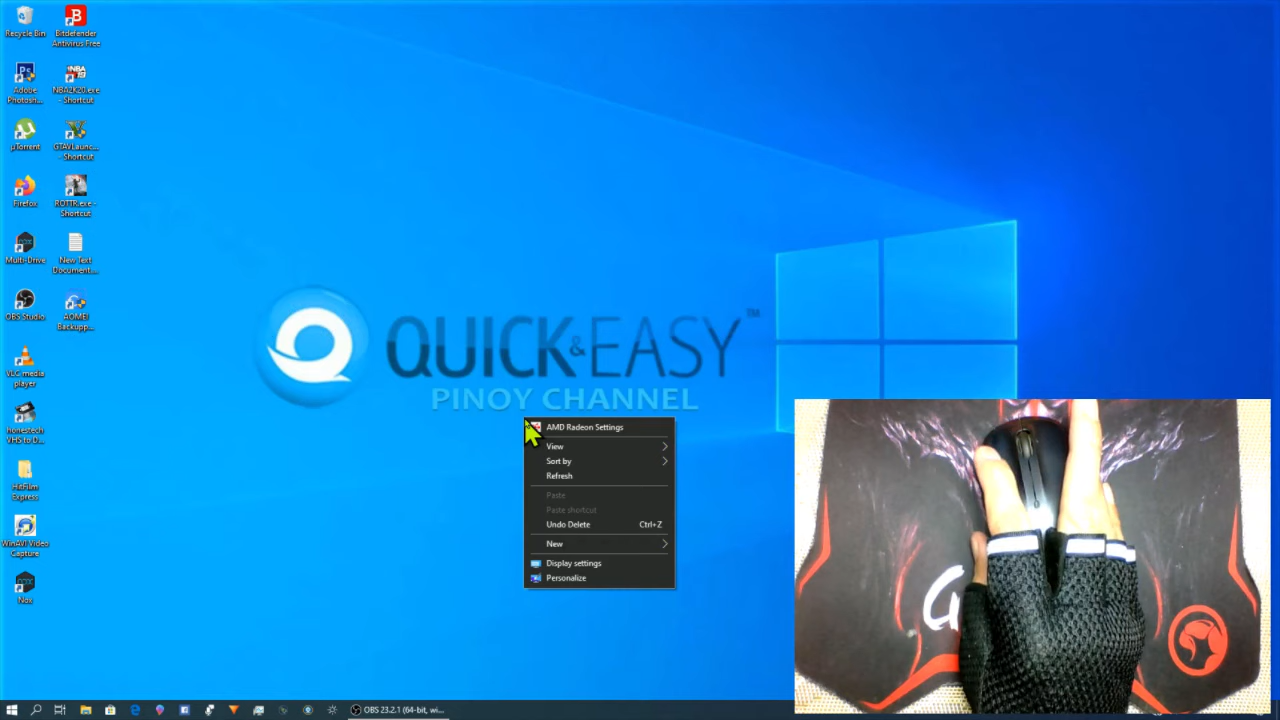 Recycle Bin
Bitdefender
Antivirus Free
Adobe
Photosh...
NBA2K20.exe
- Shortcut
µTorrent
GTAVLaunc...
- Shortcut
Firefox
ROTTR.exe -
Shortcut
Multi-Drive
New Text
Document...
OBS Studio
AOMEI
Backupp...
VLC media
player
honestech
VHS to D...
HitFilm
Express
WinAVI Video
Capture
Nox
QUICK&EASY™
PINOY CHANNEL
AMD Radeon Settings
View
Sort by
Refresh
Paste
Paste shortcut
Undo Delete Ctrl+Z
New
Display settings
Personalize
OBS 23.2.1 (64-bit, wi...